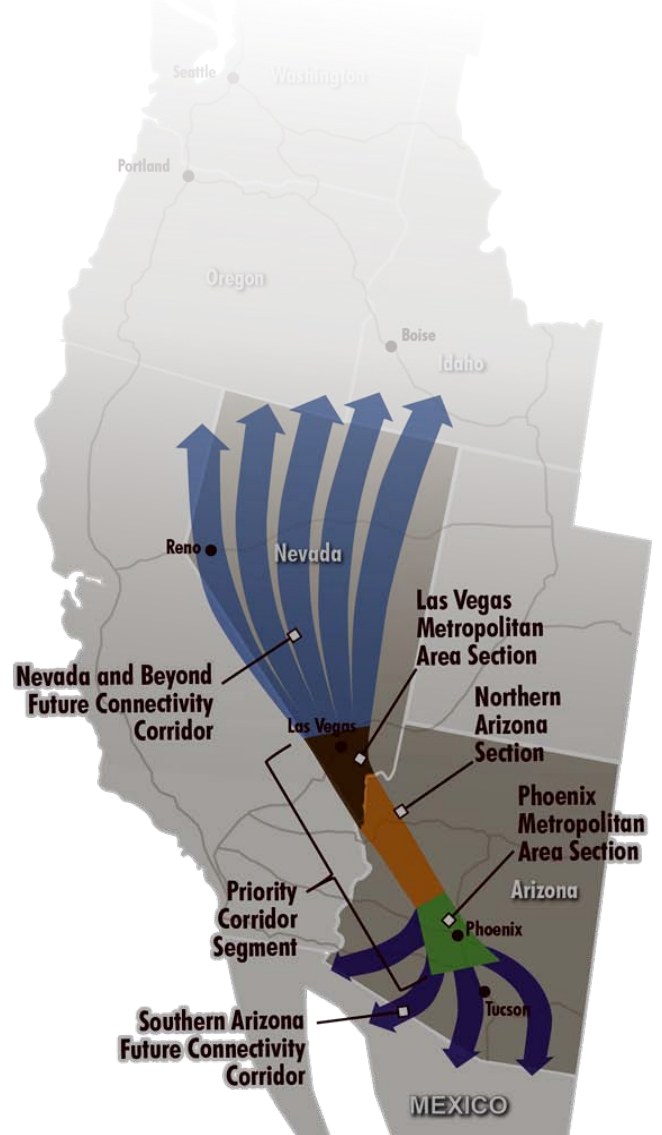 Seattle
Washington
Portland
Oregon
Boise
Idaho
Reno
Nevada
Las Vegas
Metropolitan
Area Section
Nevada and Beyond
Future Connectivity
Corridor
Northern
Arizona
Section
Las Vegas
Phoenix
Metropolitan
Area Section
Priority
Corridor
Segment
Arizona
Phoenix
Tucson
Southern Arizona
Future Connectivity
Corridor
MEXICO